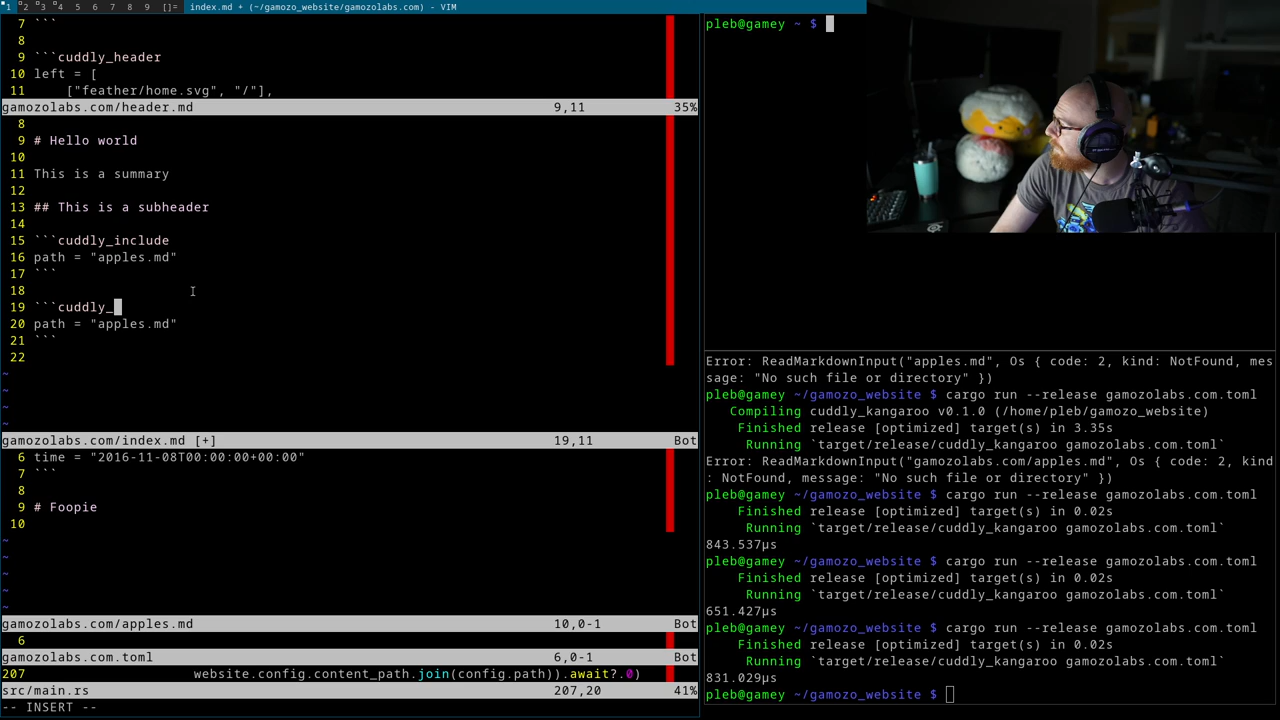 1 2 3 4 5 6 7 8 9 []= index.md + (~/gamozo_website/gamozolabs.com) - VIM
7 ```
8
9 ```cuddly_header
10 left = [
11     ["feather/home.svg", "/"],
gamozolabs.com/header.md 9,11 35%
8
9 # Hello world
10
11 This is a summary
12
13 ## This is a subheader
14
15 ```cuddly_include
16 path = "apples.md"
17 ```
18
19 ```cuddly_
20 path = "apples.md"
21 ```
22
~
~
~
~
gamozolabs.com/index.md [+] 19,11 Bot
6 time = "2016-11-08T00:00:00+00:00"
7 ```
8
9 # Foopie
10
~
~
~
~
~
gamozolabs.com/apples.md 10,0-1 Bot
6
gamozolabs.com.toml 6,0-1 Bot
207 website.config.content_path.join(config.path)).await?.0)
src/main.rs 207,20 41%
-- INSERT --
pleb@gamey ~ $
Error: ReadMarkdownInput("apples.md", Os { code: 2, kind: NotFound, mes
sage: "No such file or directory" })
pleb@gamey ~/gamozo_website $ cargo run --release gamozolabs.com.toml
Compiling cuddly_kangaroo v0.1.0 (/home/pleb/gamozo_website)
Finished release [optimized] target(s) in 3.35s
Running `target/release/cuddly_kangaroo gamozolabs.com.toml`
Error: ReadMarkdownInput("gamozolabs.com/apples.md", Os { code: 2, kind
: NotFound, message: "No such file or directory" })
pleb@gamey ~/gamozo_website $ cargo run --release gamozolabs.com.toml
Finished release [optimized] target(s) in 0.02s
Running `target/release/cuddly_kangaroo gamozolabs.com.toml`
843.537µs
pleb@gamey ~/gamozo_website $ cargo run --release gamozolabs.com.toml
Finished release [optimized] target(s) in 0.02s
Running `target/release/cuddly_kangaroo gamozolabs.com.toml`
651.427µs
pleb@gamey ~/gamozo_website $ cargo run --release gamozolabs.com.toml
Finished release [optimized] target(s) in 0.02s
Running `target/release/cuddly_kangaroo gamozolabs.com.toml`
831.029µs
pleb@gamey ~/gamozo_website $